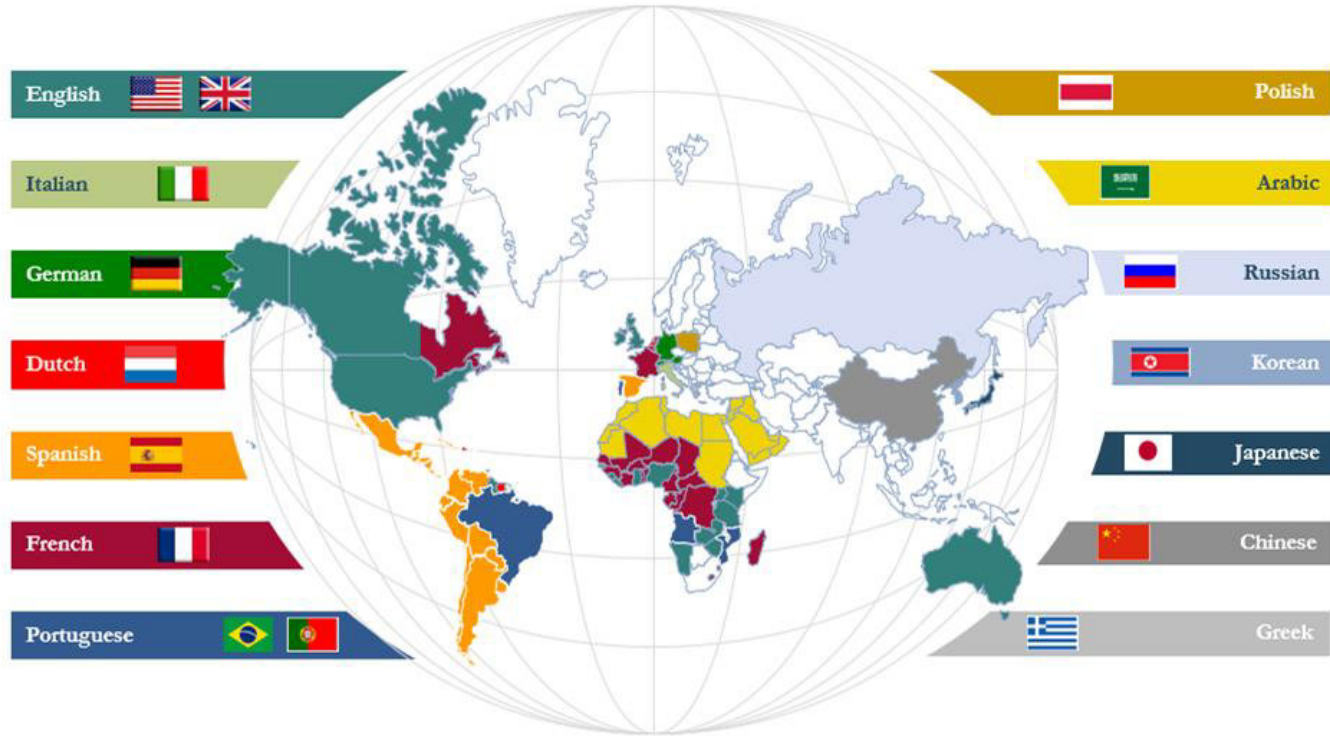 English
Italian
German
Dutch
Spanish
French
Portuguese
Polish
Arabic
Russian
Korean
Japanese
Chinese
Greek